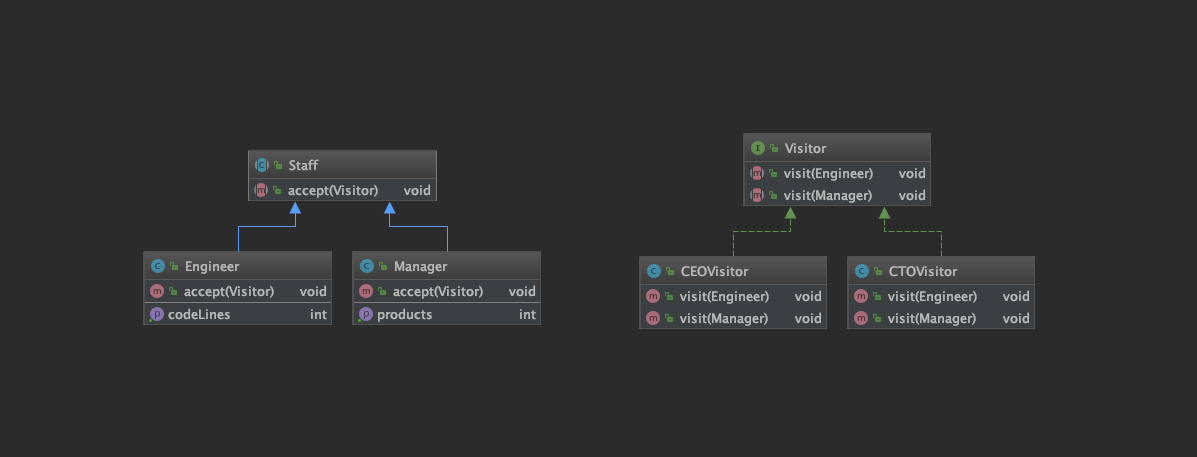 Staff
accept(Visitor) void
Engineer
accept(Visitor) void
codeLines int
Manager
accept(Visitor) void
products int
Visitor
visit(Engineer) void
visit(Manager) void
CEOVisitor
visit(Engineer) void
visit(Manager) void
CTOVisitor
visit(Engineer) void
visit(Manager) void